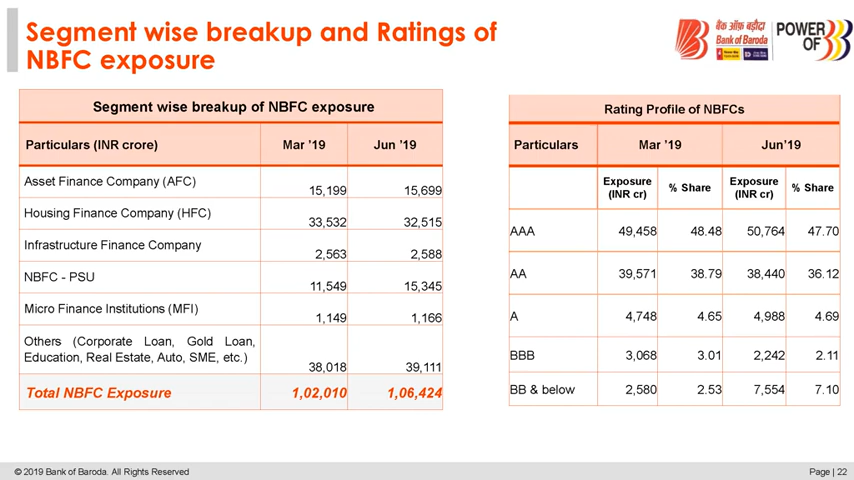 Segment wise breakup and Ratings of
NBFC exposure
बैंक ऑफ़ बड़ौदा
Bank of Baroda
POWER
OF
Segment wise breakup of NBFC exposure
Particulars (INR crore) Mar ’19 Jun ’19
Asset Finance Company (AFC) 15,199 15,699
Housing Finance Company (HFC) 33,532 32,515
Infrastructure Finance Company 2,563 2,588
NBFC - PSU 11,549 15,345
Micro Finance Institutions (MFI) 1,149 1,166
Others (Corporate Loan, Gold Loan,
Education, Real Estate, Auto, SME, etc.) 38,018 39,111
Total NBFC Exposure 1,02,010 1,06,424
Rating Profile of NBFCs
Particulars Mar ’19 Jun’19
Exposure (INR cr) % Share Exposure (INR cr) % Share
AAA 49,458 48.48 50,764 47.70
AA 39,571 38.79 38,440 36.12
A 4,748 4.65 4,988 4.69
BBB 3,068 3.01 2,242 2.11
BB & below 2,580 2.53 7,554 7.10
© 2019 Bank of Baroda. All Rights Reserved
Page | 22